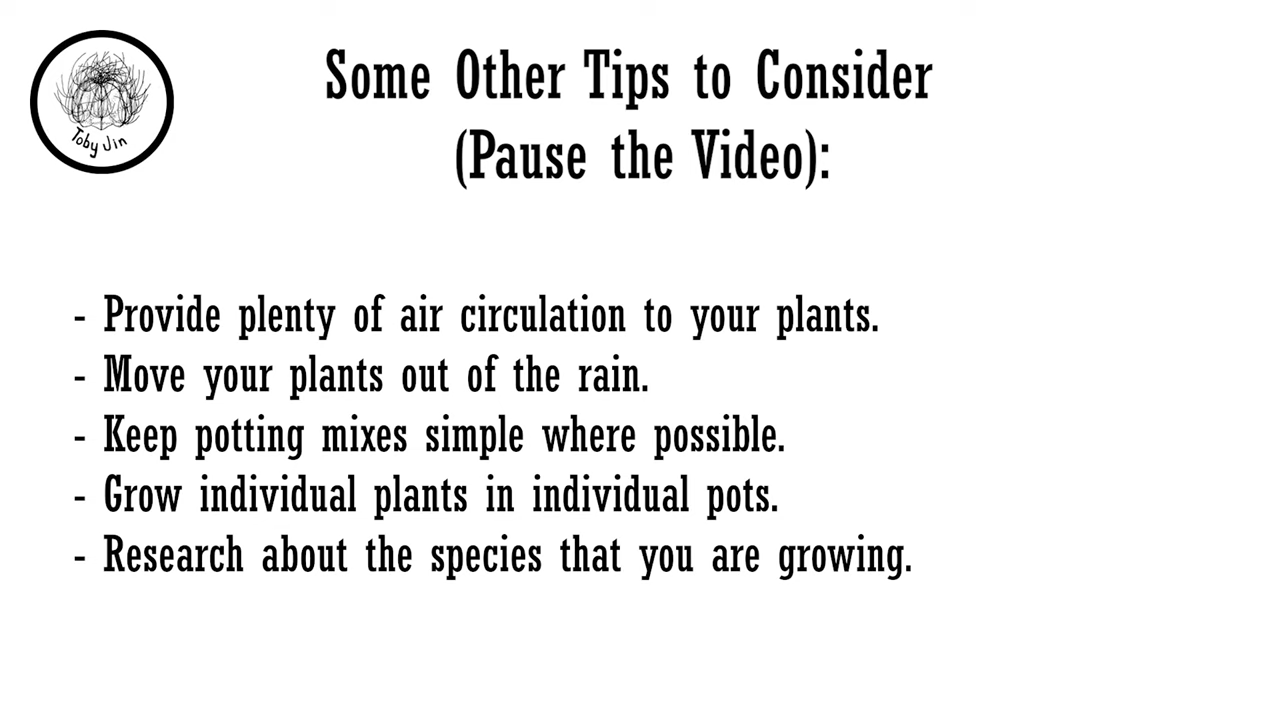 Toby Jin
Some Other Tips to Consider
(Pause the Video):
- Provide plenty of air circulation to your plants.
- Move your plants out of the rain.
- Keep potting mixes simple where possible.
- Grow individual plants in individual pots.
- Research about the species that you are growing.